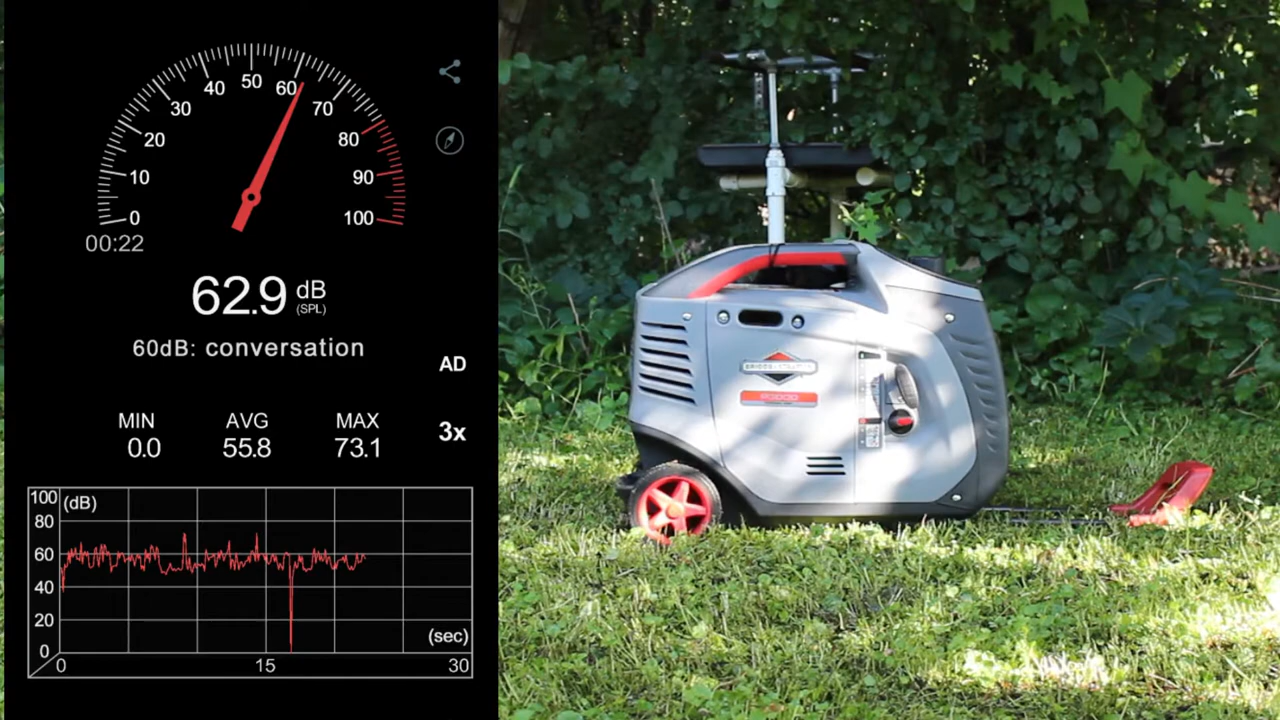 0
10
20
30
40
50
60
70
80
90
100
00:22
62.9 dB
(SPL)
60dB: conversation
AD
MIN AVG MAX
0.0 55.8 73.1
3x
100 (dB)
80
60
40
20
0
(sec)
0 15 30
BRIGGS & STRATTON